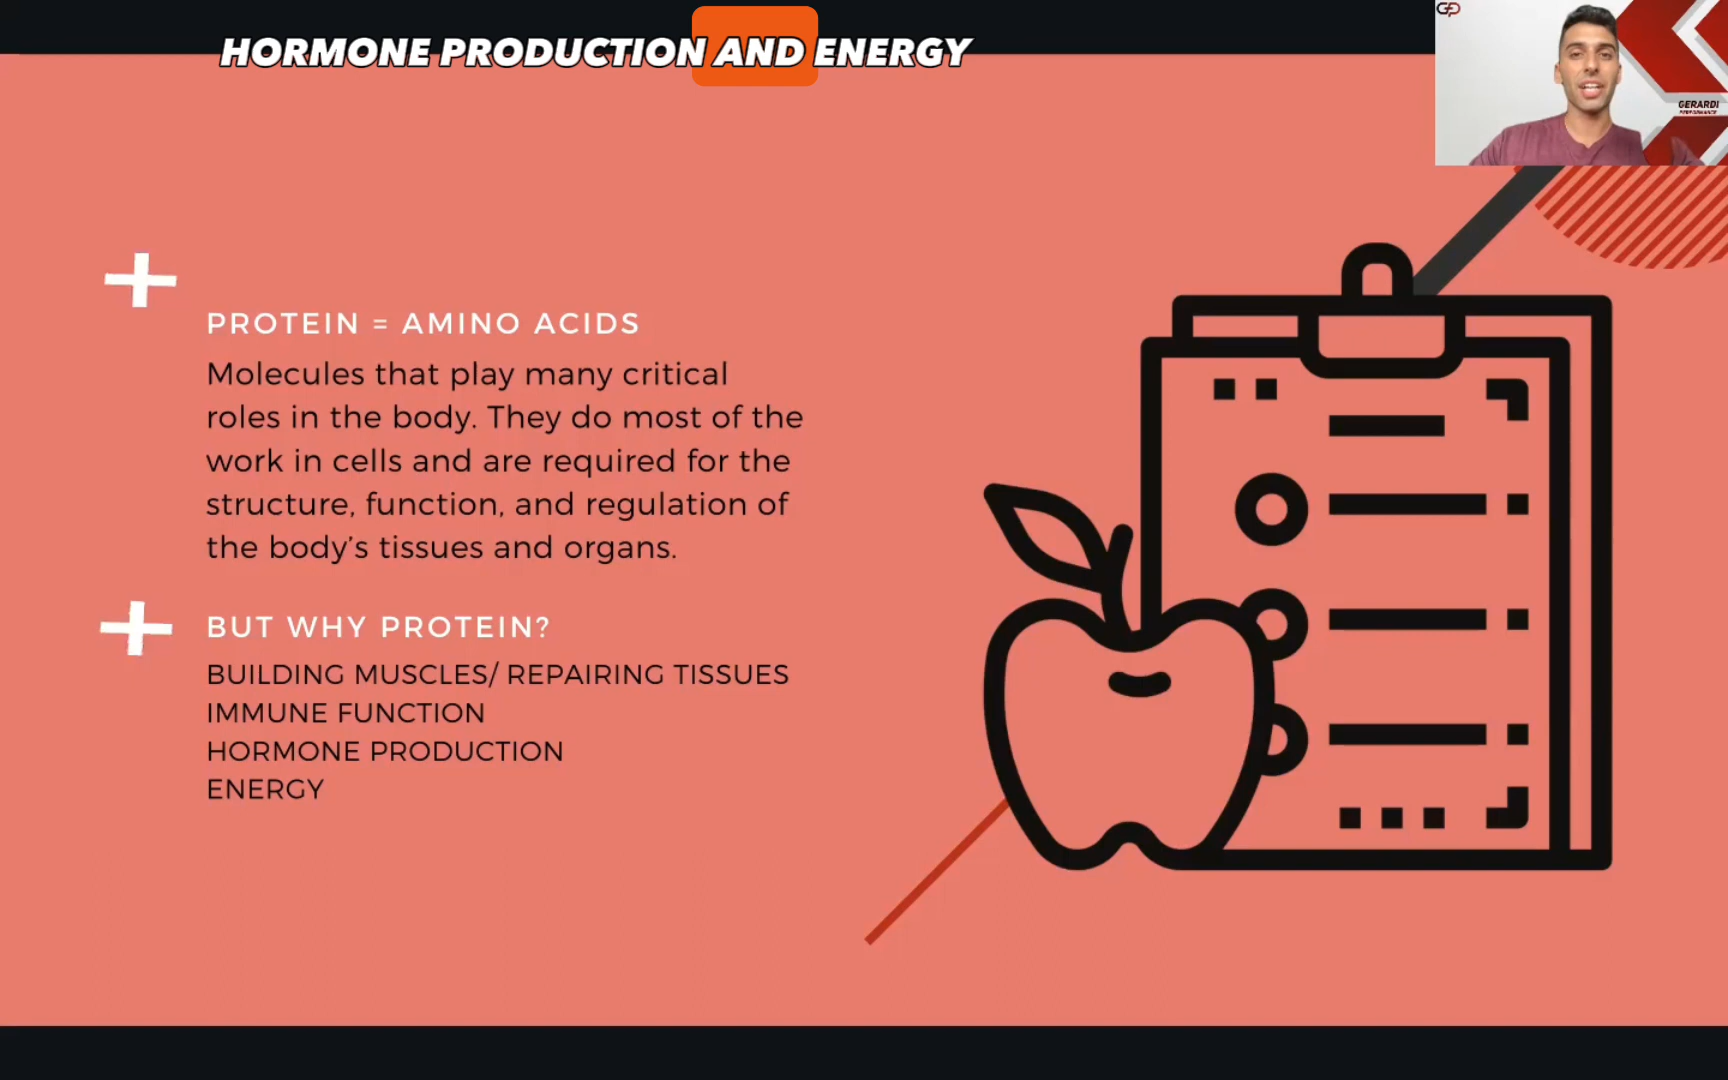 HORMONE PRODUCTION AND ENERGY
GP
GERARDI
PERFORMANCE
PROTEIN = AMINO ACIDS
Molecules that play many critical
roles in the body. They do most of the
work in cells and are required for the
structure, function, and regulation of
the body’s tissues and organs.
BUT WHY PROTEIN?
BUILDING MUSCLES/ REPAIRING TISSUES
IMMUNE FUNCTION
HORMONE PRODUCTION
ENERGY